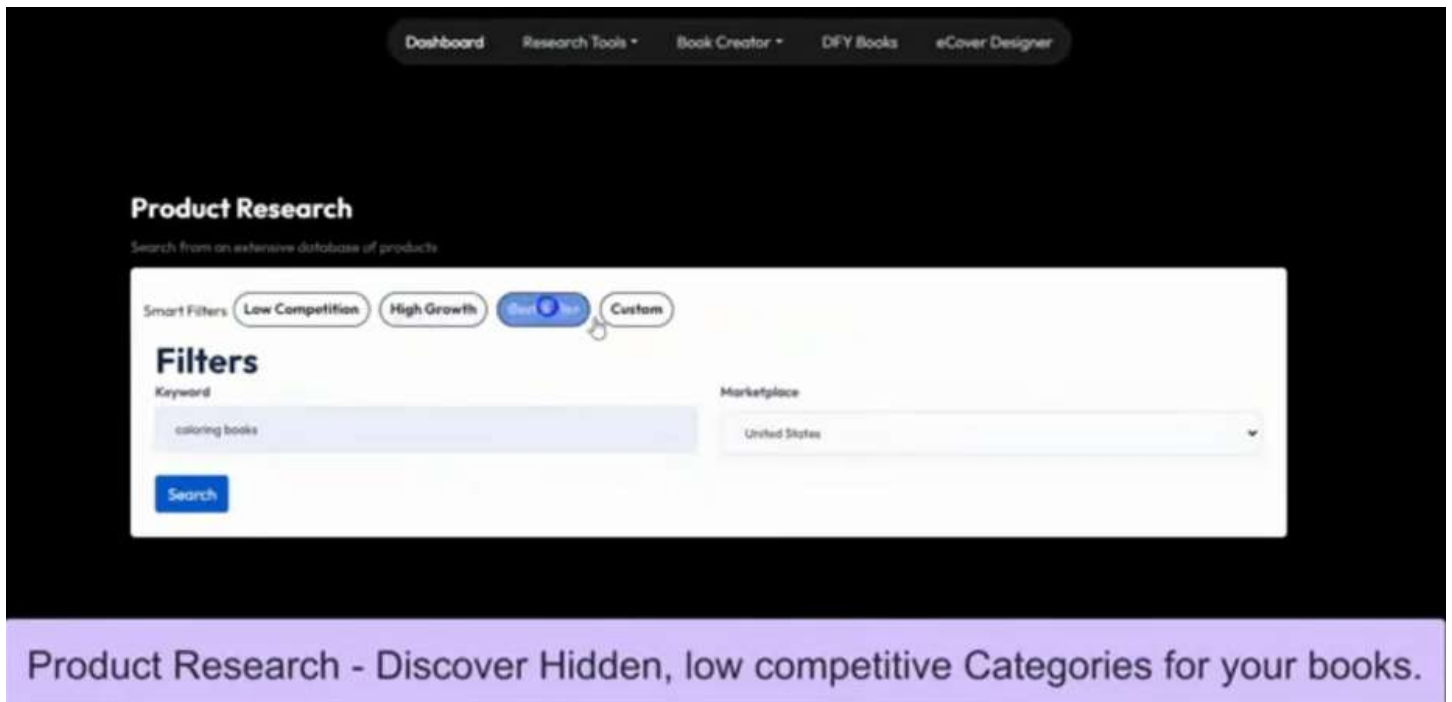 Dashboard Research Tools Book Creator DFY Books eCover Designer
Product Research
Search from an extensive database of products
Smart Filters Low Competition High Growth Custom
Filters
Keyword Marketplace
coloring books United States
Search
Product Research - Discover Hidden, low competitive Categories for your books.